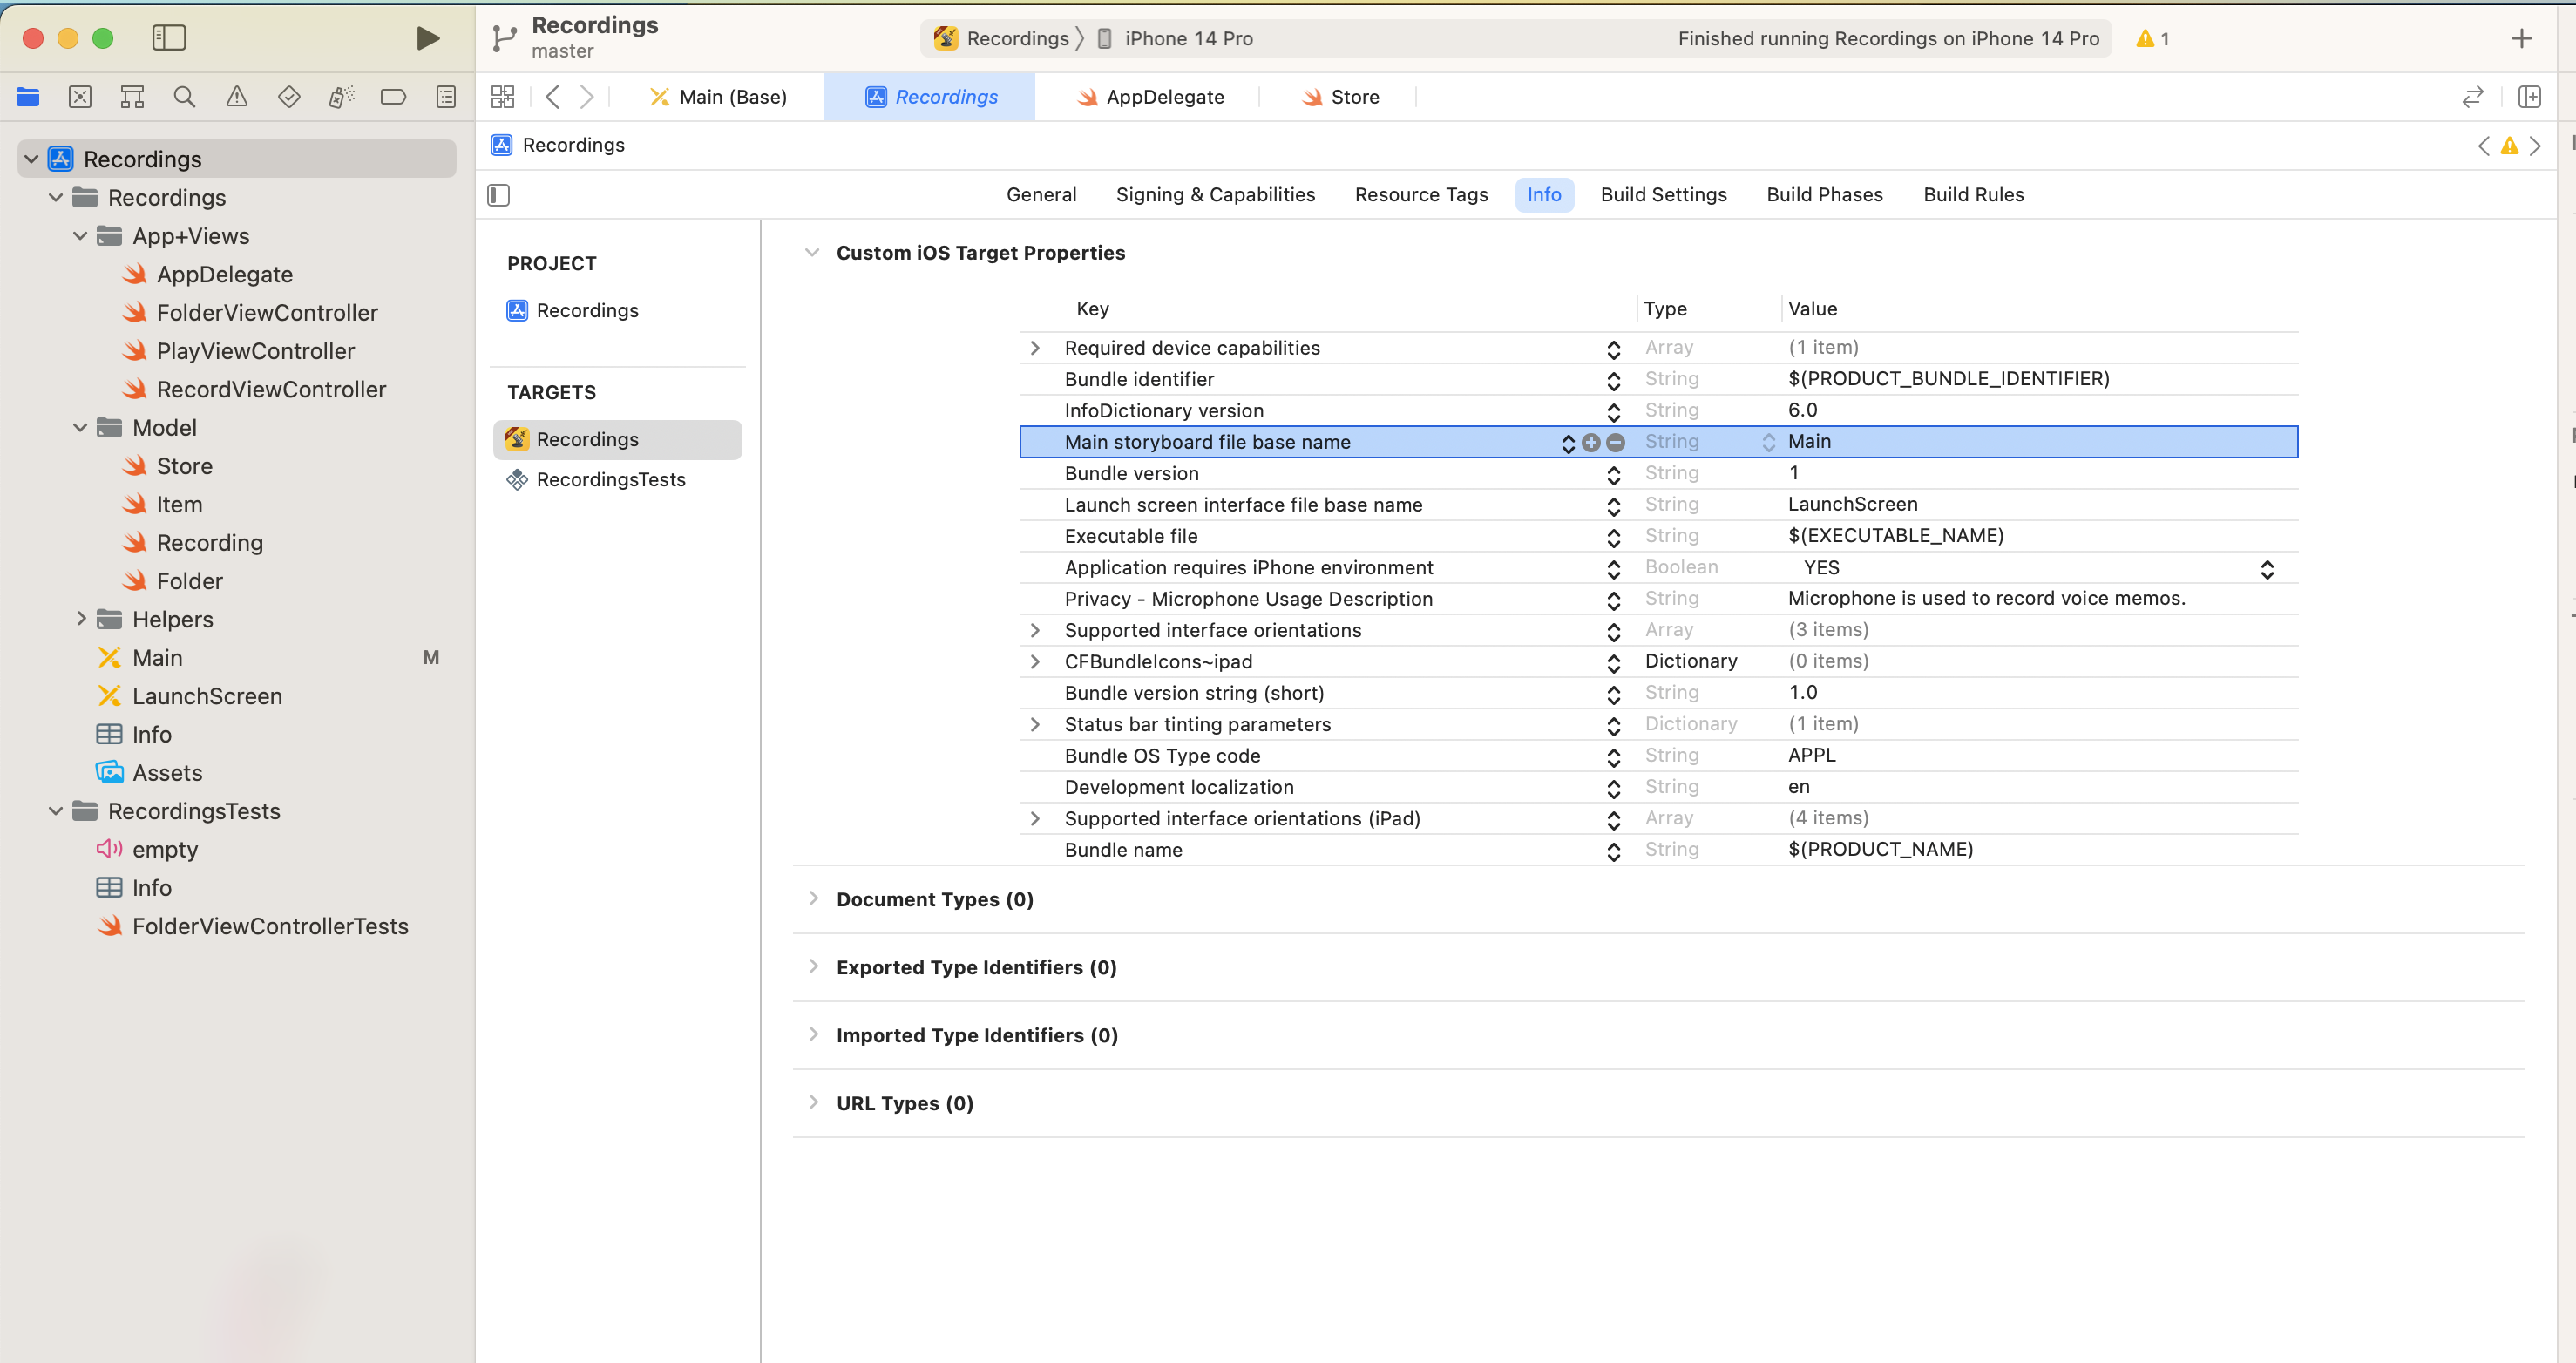 Recordings
master
Recordings
iPhone 14 Pro
Finished running Recordings on iPhone 14 Pro
1
Main (Base)
Recordings
AppDelegate
Store
Recordings
Recordings
App+Views
AppDelegate
FolderViewController
PlayViewController
RecordViewController
Model
Store
Item
Recording
Folder
Helpers
Main
M
LaunchScreen
Info
Assets
RecordingsTests
empty
Info
FolderViewControllerTests
Recordings
General
Signing & Capabilities
Resource Tags
Info
Build Settings
Build Phases
Build Rules
PROJECT
Recordings
TARGETS
Recordings
RecordingsTests
Custom iOS Target Properties
Key Type Value
Required device capabilities Array (1 item)
Bundle identifier String $(PRODUCT_BUNDLE_IDENTIFIER)
InfoDictionary version String 6.0
Main storyboard file base name String Main
Bundle version String 1
Launch screen interface file base name String LaunchScreen
Executable file String $(EXECUTABLE_NAME)
Application requires iPhone environment Boolean YES
Privacy - Microphone Usage Description String Microphone is used to record voice memos.
Supported interface orientations Array (3 items)
CFBundleIcons~ipad Dictionary (0 items)
Bundle version string (short) String 1.0
Status bar tinting parameters Dictionary (1 item)
Bundle OS Type code String APPL
Development localization String en
Supported interface orientations (iPad) Array (4 items)
Bundle name String $(PRODUCT_NAME)
Document Types (0)
Exported Type Identifiers (0)
Imported Type Identifiers (0)
URL Types (0)